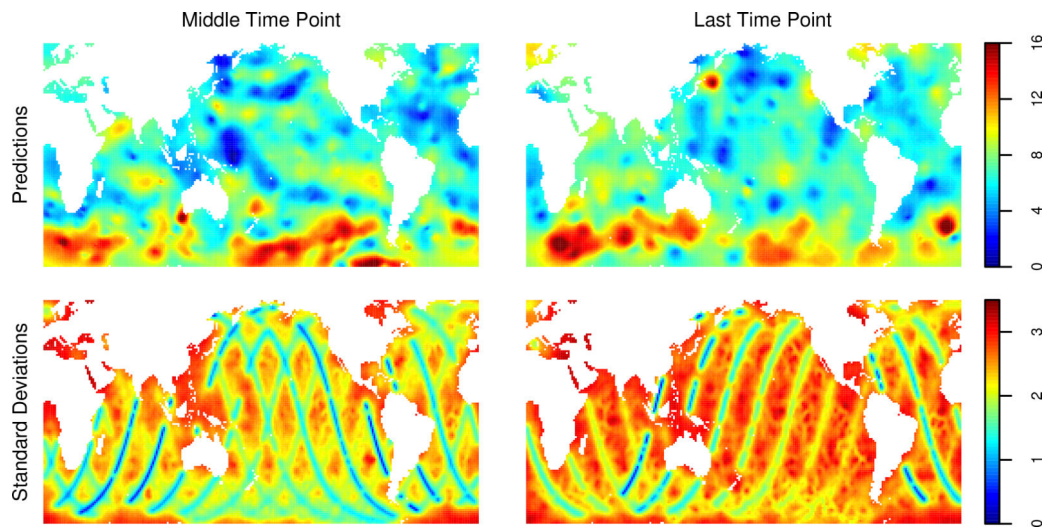 Middle Time Point
Last Time Point
Predictions
16
12
8
4
0
Standard Deviations
3
2
1
0